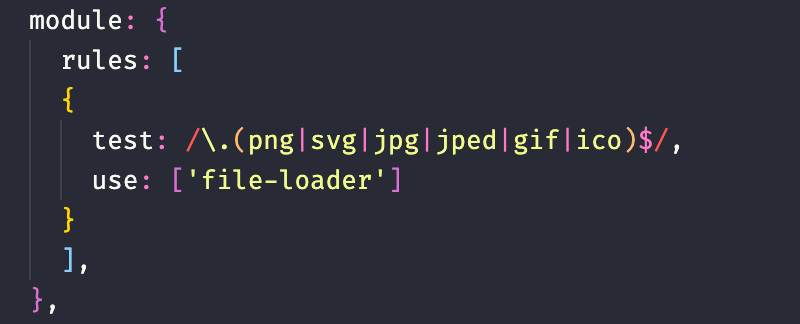 module: {
rules: [
{
test: /\.(png|svg|jpg|jped|gif|ico)$/,
use: ['file-loader']
}
],
},